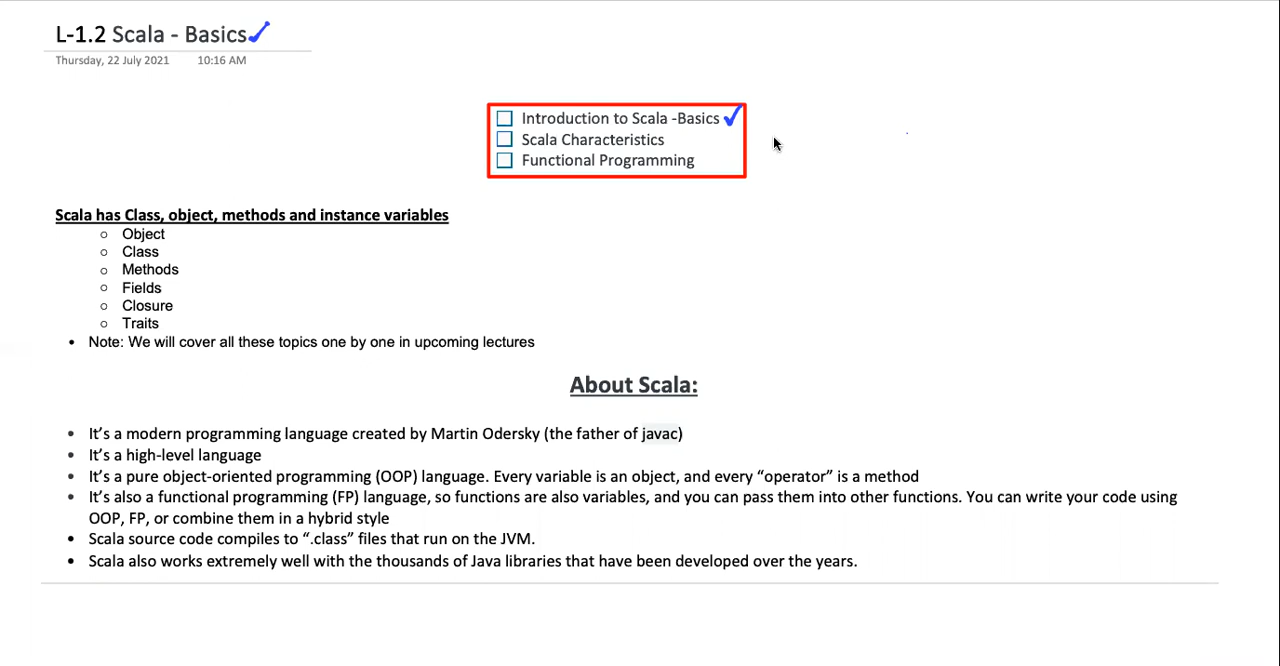 L-1.2 Scala - Basics
Thursday, 22 July 2021 10:16 AM
Introduction to Scala -Basics
Scala Characteristics
Functional Programming
Scala has Class, object, methods and instance variables
Object
Class
Methods
Fields
Closure
Traits
Note: We will cover all these topics one by one in upcoming lectures
About Scala:
It's a modern programming language created by Martin Odersky (the father of javac)
It's a high-level language
It's a pure object-oriented programming (OOP) language. Every variable is an object, and every “operator” is a method
It's also a functional programming (FP) language, so functions are also variables, and you can pass them into other functions. You can write your code using
OOP, FP, or combine them in a hybrid style
Scala source code compiles to “.class” files that run on the JVM.
Scala also works extremely well with the thousands of Java libraries that have been developed over the years.